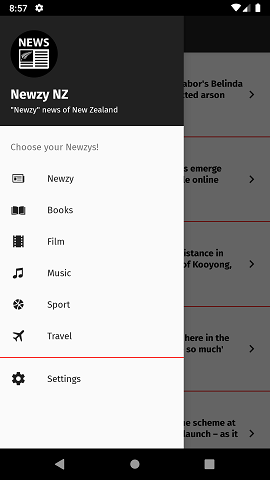 8:57
NEWS
Newzy NZ
"Newzy" news of New Zealand
Choose your Newzys!
Newzy
Books
Film
Music
Sport
Travel
Settings
abor's Belinda
ted arson
s emerge
le online
istance in
of Kooyong,
here in the
so much'
e scheme at
launch – as it